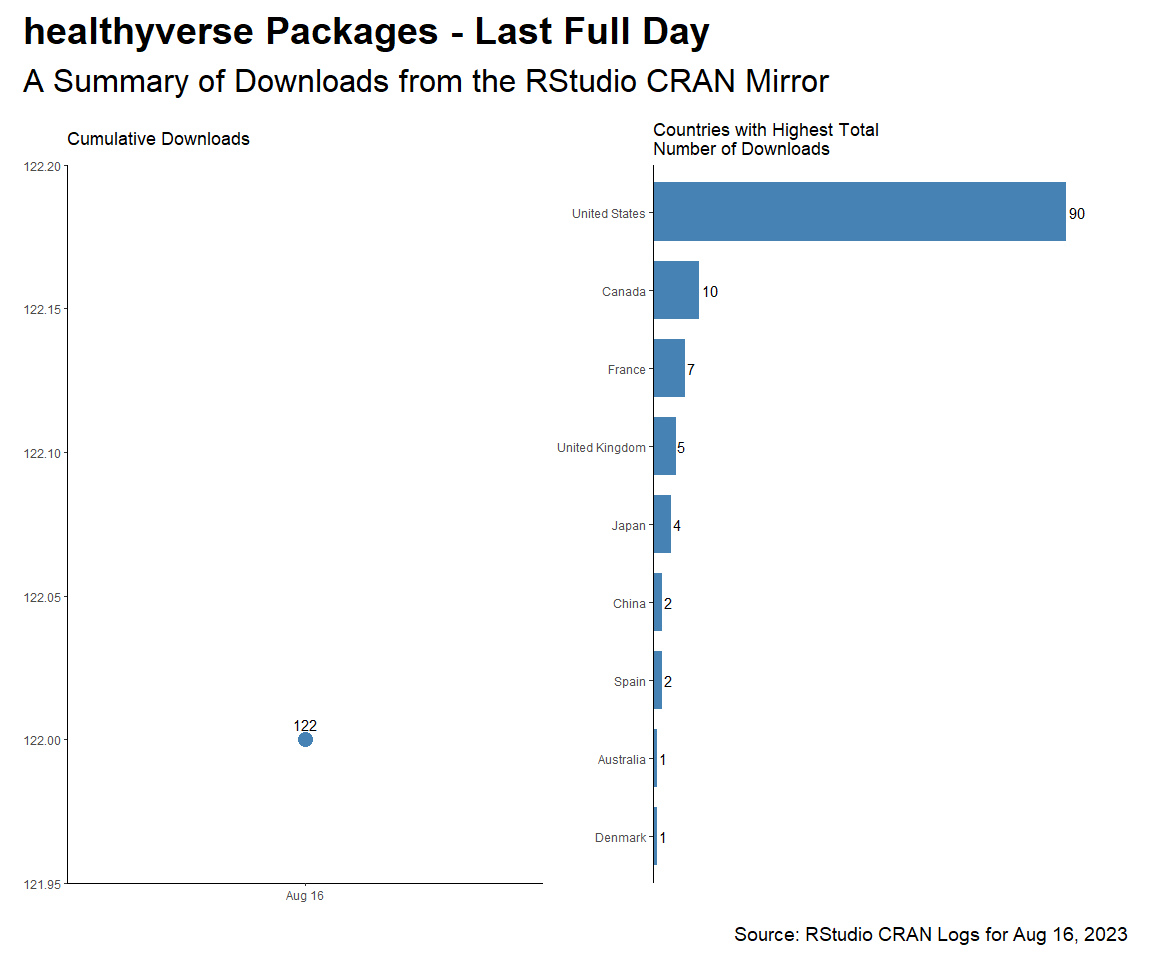 healthyverse Packages - Last Full Day
A Summary of Downloads from the RStudio CRAN Mirror
Cumulative Downloads
122.20
122.15
122.10
122.05
122.00
121.95
122
Aug 16
Countries with Highest Total
Number of Downloads
United States 90
Canada 10
France 7
United Kingdom 5
Japan 4
China 2
Spain 2
Australia 1
Denmark 1
Source: RStudio CRAN Logs for Aug 16, 2023